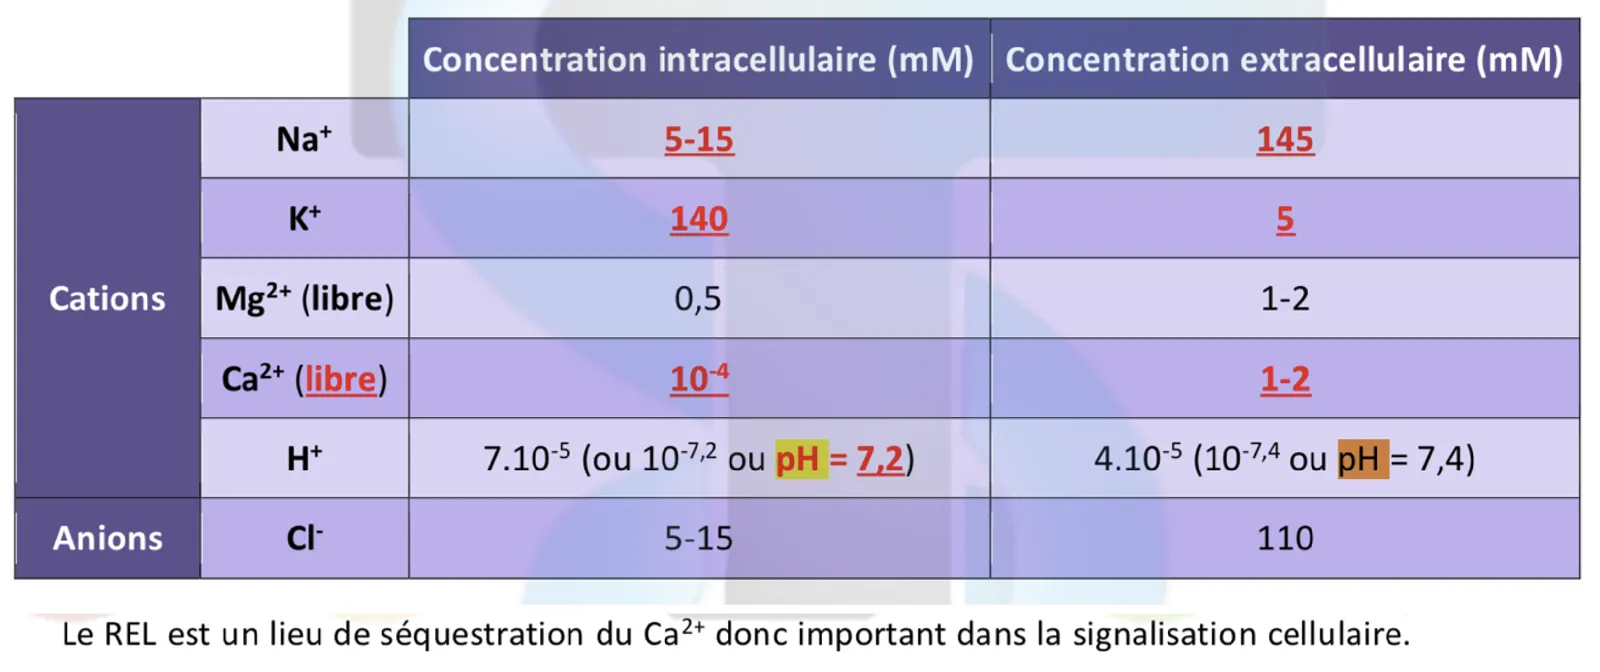 Concentration intracellulaire (mM) Concentration extracellulaire (mM)
Na⁺ 5-15 145
K⁺ 140 5
Cations Mg²⁺ (libre) 0,5 1-2
Ca²⁺ (libre) 10⁻⁴ 1-2
H⁺ 7.10⁻⁵ (ou 10⁻⁷,² ou pH = 7,2) 4.10⁻⁵ (10⁻⁷,⁴ ou pH = 7,4)
Anions Cl⁻ 5-15 110
Le REL est un lieu de séquestration du Ca²⁺ donc important dans la signalisation cellulaire.